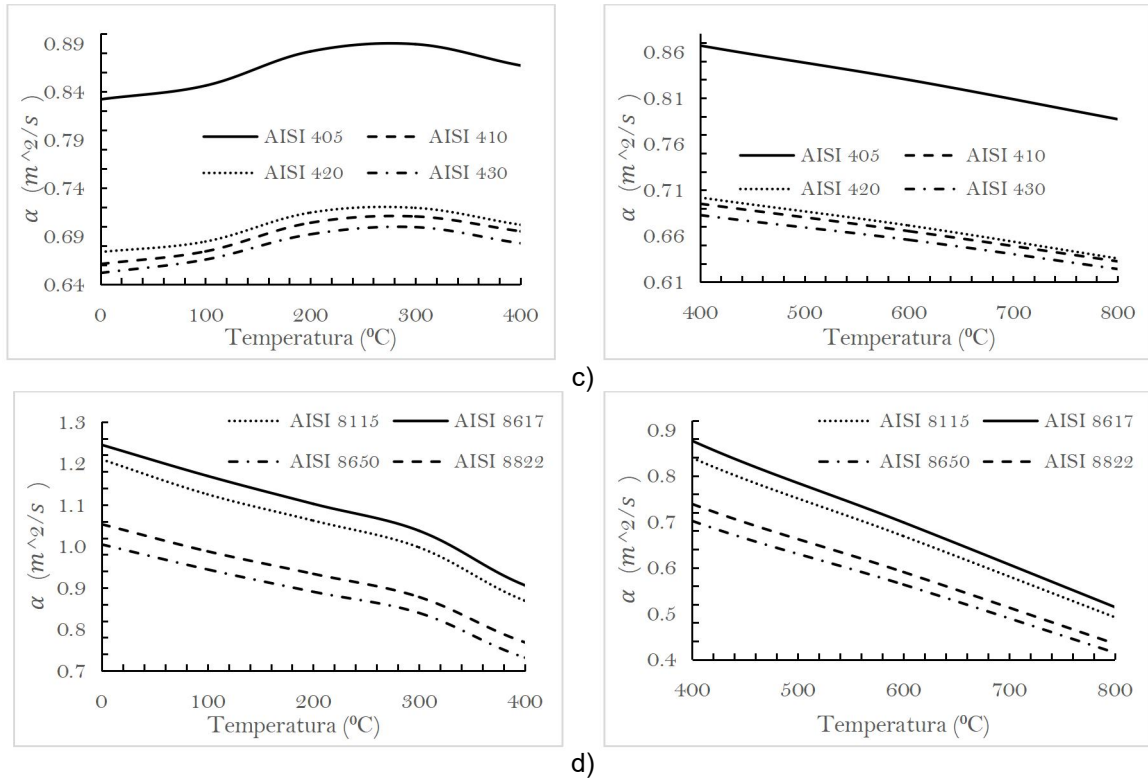 0.89
0.84
0.79
0.74
0.69
0.64
α (m^2/s)
AISI 405 AISI 410
AISI 420 AISI 430
0 100 200 300 400
Temperatura (ºC)
0.86
0.81
0.76
0.71
0.66
0.61
α (m^2/s)
AISI 405 AISI 410
AISI 420 AISI 430
400 500 600 700 800
Temperatura (ºC)
c)
1.3
1.2
1.1
1.0
0.9
0.8
0.7
α (m^2/s)
AISI 8115 AISI 8617
AISI 8650 AISI 8822
0 100 200 300 400
Temperatura (ºC)
0.9
0.8
0.7
0.6
0.5
0.4
α (m^2/s)
AISI 8115 AISI 8617
AISI 8650 AISI 8822
400 500 600 700 800
Temperatura (ºC)
d)